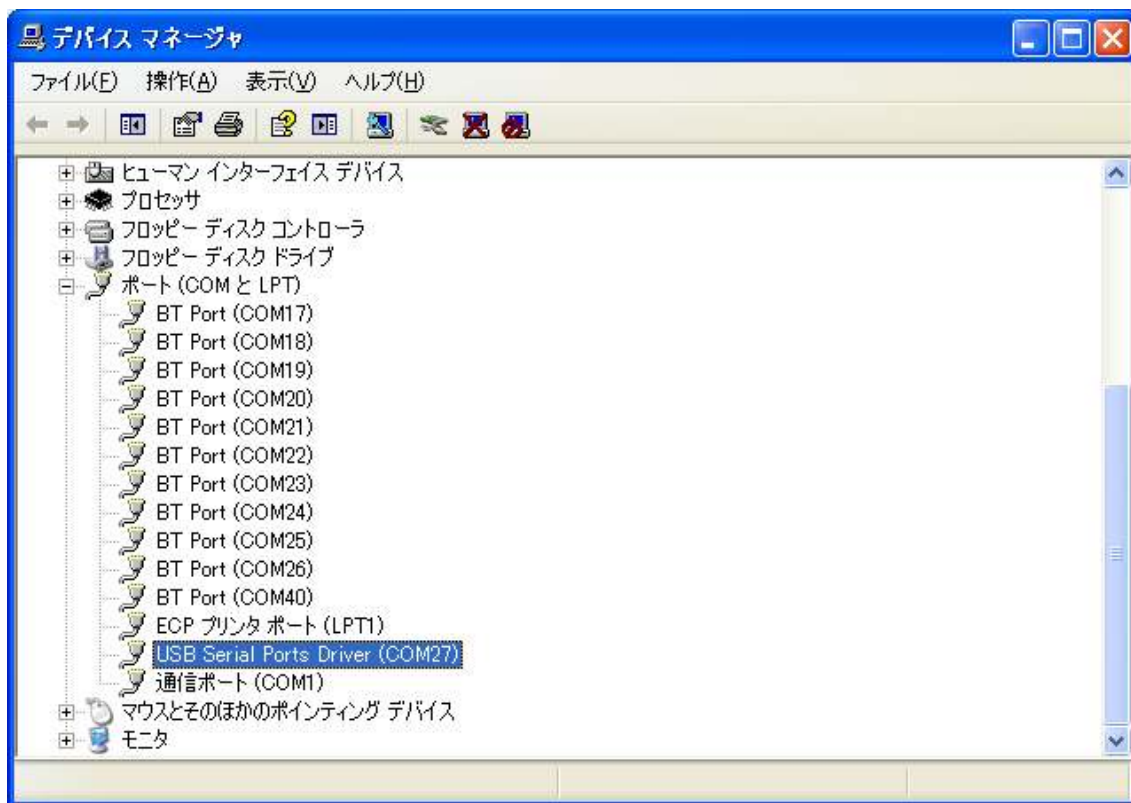 デバイス マネージャ
ファイル(F) 操作(A) 表示(V) ヘルプ(H)
ヒューマン インターフェイス デバイス
プロセッサ
フロッピー ディスク コントローラ
フロッピー ディスク ドライブ
ポート (COM と LPT)
BT Port (COM17)
BT Port (COM18)
BT Port (COM19)
BT Port (COM20)
BT Port (COM21)
BT Port (COM22)
BT Port (COM23)
BT Port (COM24)
BT Port (COM25)
BT Port (COM26)
BT Port (COM40)
ECP プリンタ ポート (LPT1)
USB Serial Ports Driver (COM27)
通信ポート (COM1)
マウスとそのほかのポインティング デバイス
モニタ